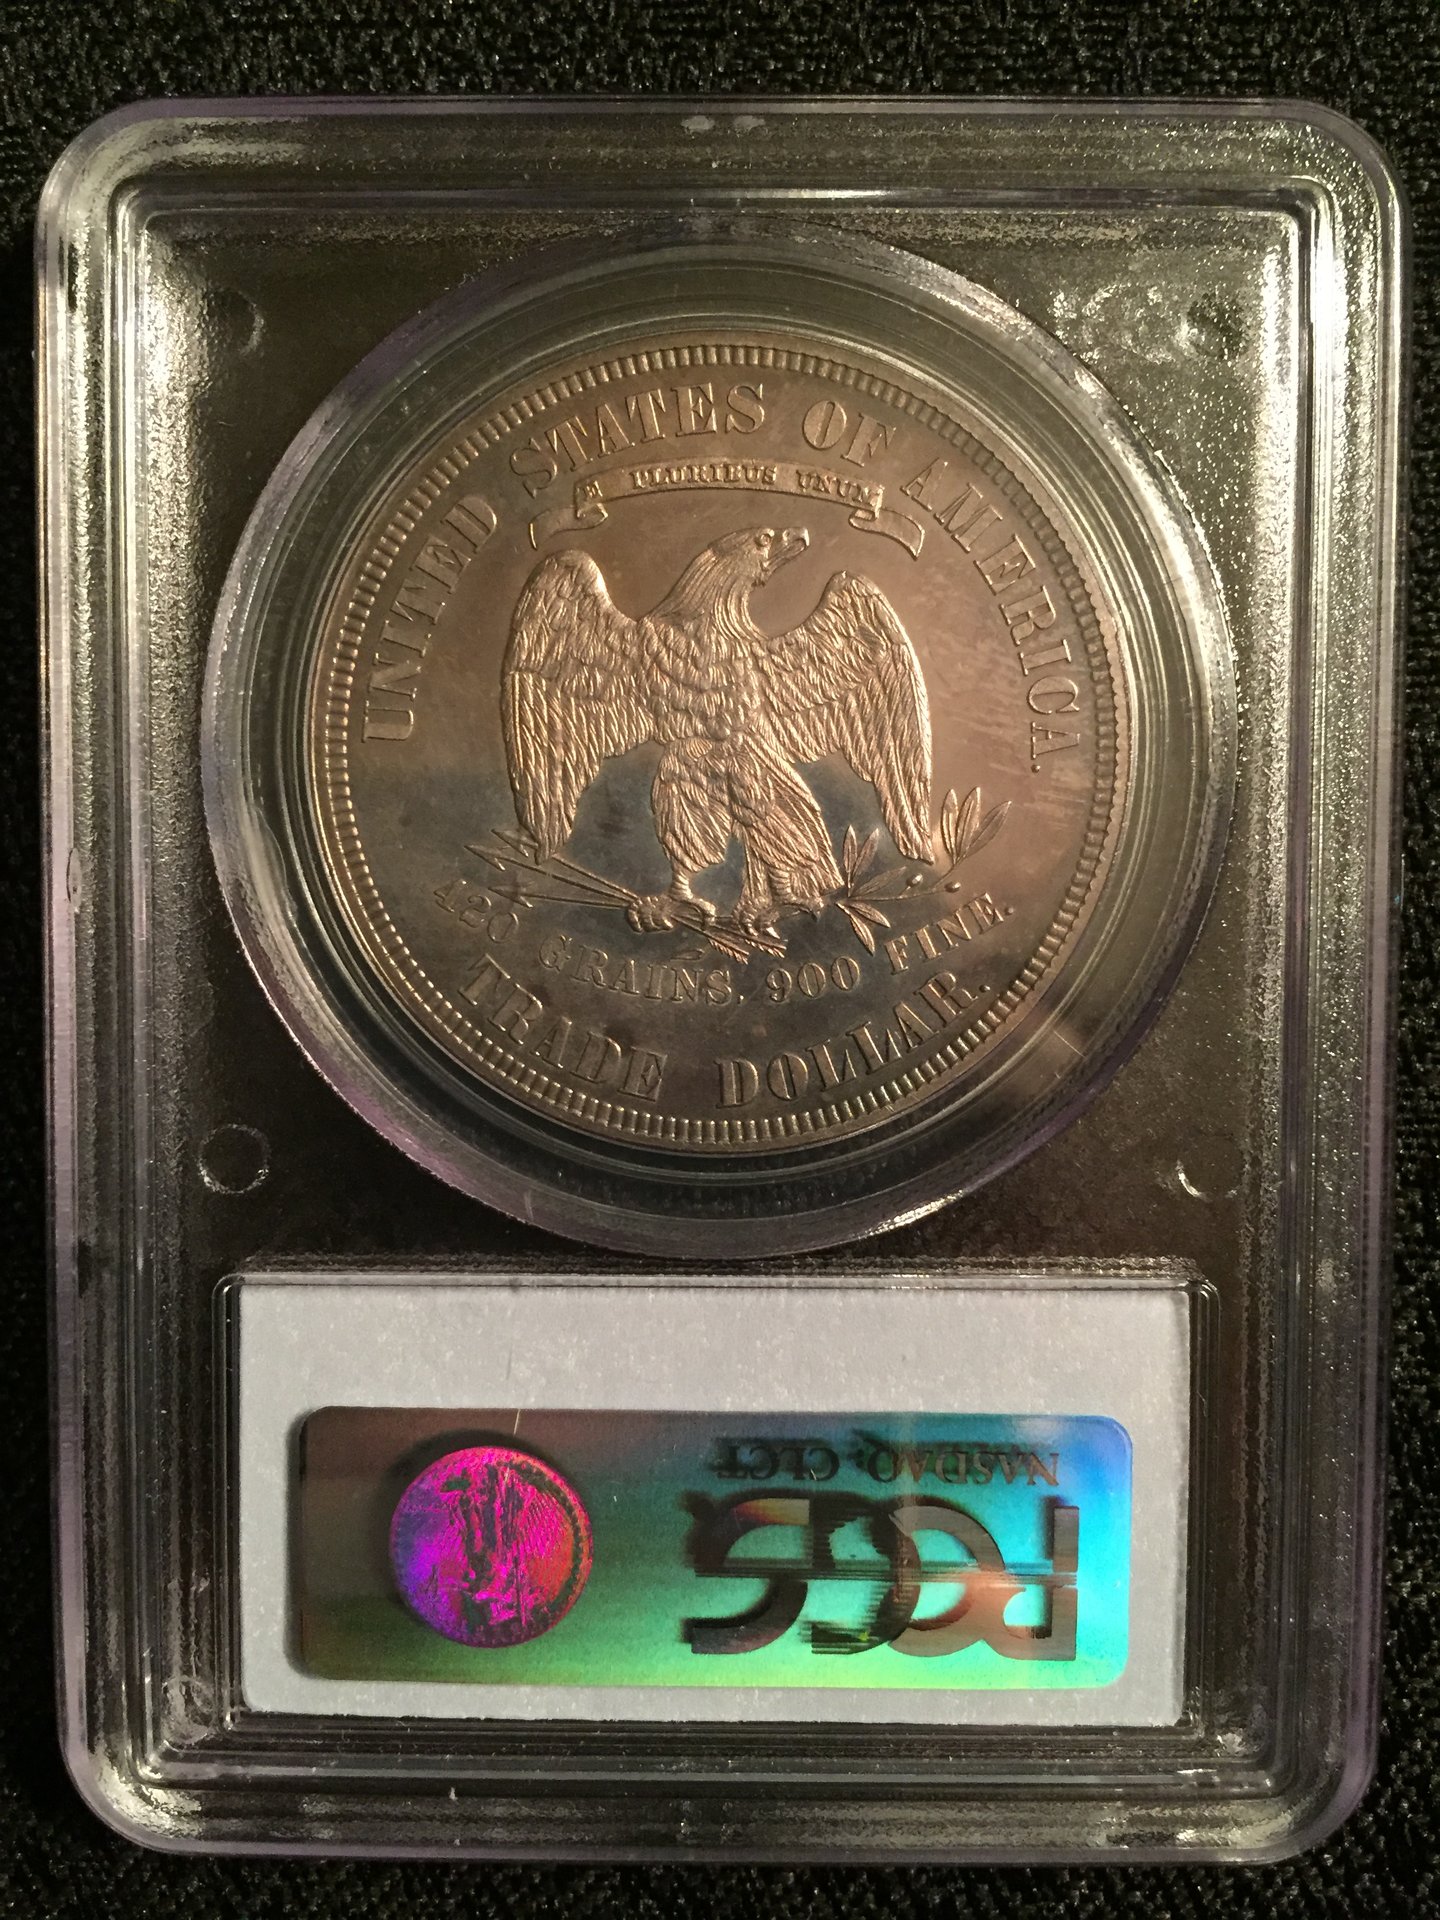 UNITED STATES OF AMERICA.
E PLURIBUS UNUM
420 GRAINS, 900 FINE.
TRADE DOLLAR.
PCGS
NASDAQ: CLCT